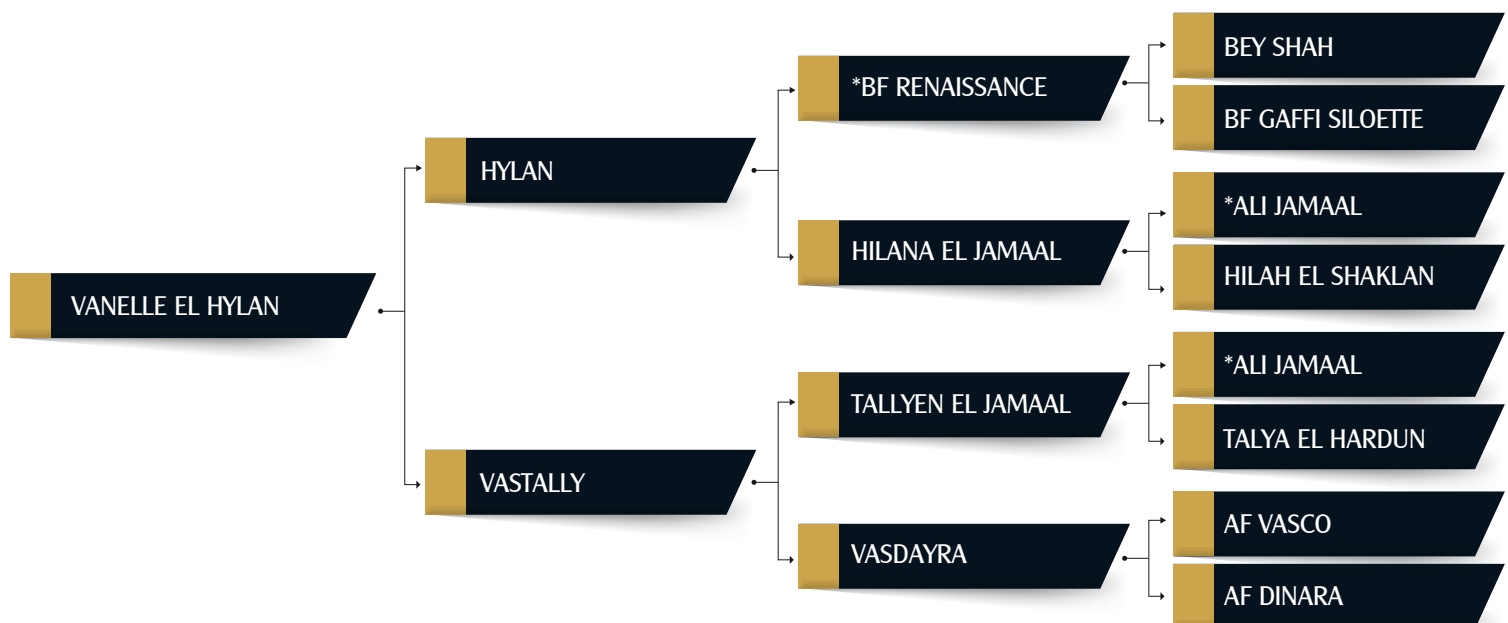 VANELLE EL HYLAN
HYLAN
VASTALLY
*BF RENAISSANCE
HILANA EL JAMAAL
TALLYEN EL JAMAAL
VASDAYRA
BEY SHAH
BF GAFFI SILOETTE
*ALI JAMAAL
HILAH EL SHAKLAN
*ALI JAMAAL
TALYA EL HARDUN
AF VASCO
AF DINARA